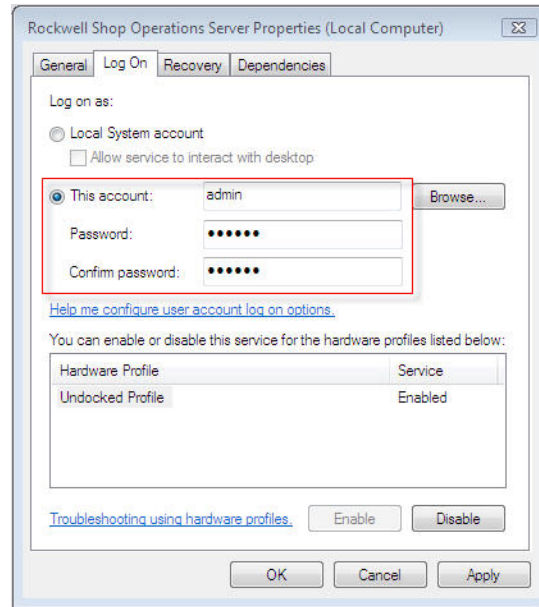 Rockwell Shop Operations Server Properties (Local Computer)
General Log On Recovery Dependencies
Log on as:
Local System account
Allow service to interact with desktop
This account: admin Browse...
Password: ••••••
Confirm password: ••••••
Help me configure user account log on options.
You can enable or disable this service for the hardware profiles listed below:
Hardware Profile Service
Undocked Profile Enabled
Troubleshooting using hardware profiles. Enable Disable
OK Cancel Apply